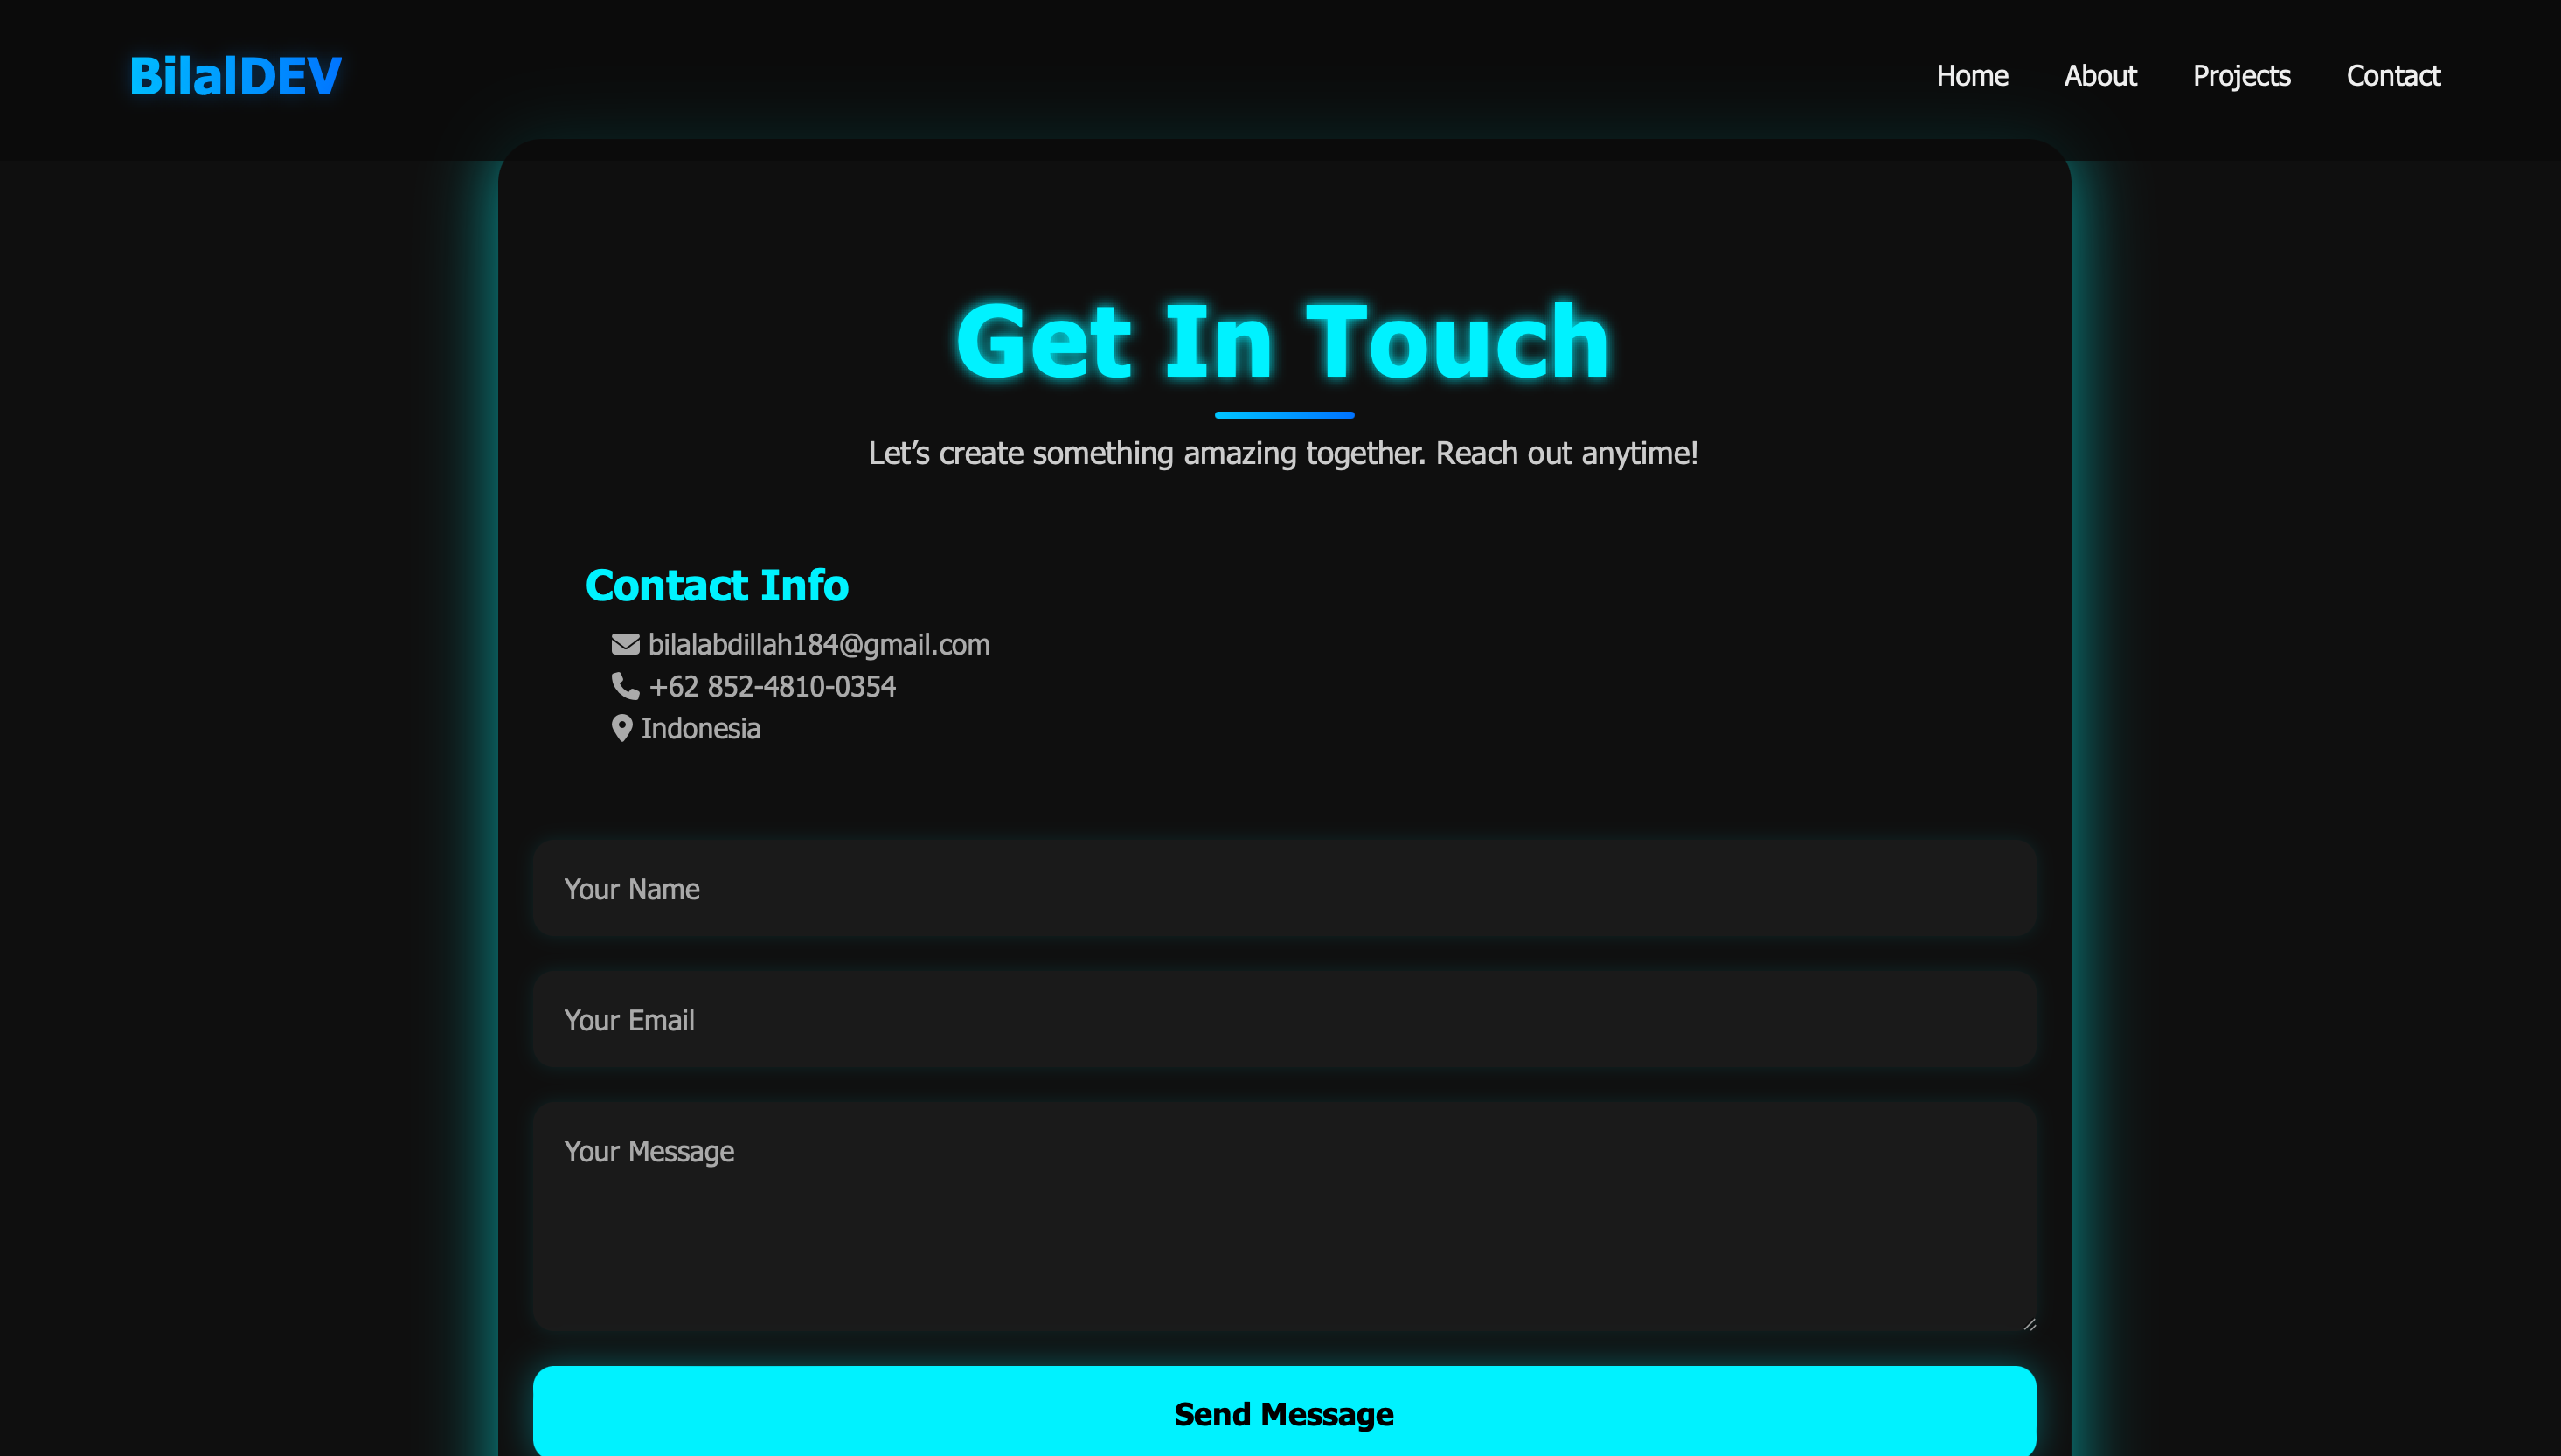 BilalDEV
Home About Projects Contact
Get In Touch
Let’s create something amazing together. Reach out anytime!
Contact Info
bilalabdillah184@gmail.com
+62 852-4810-0354
Indonesia
Your Name
Your Email
Your Message
Send Message